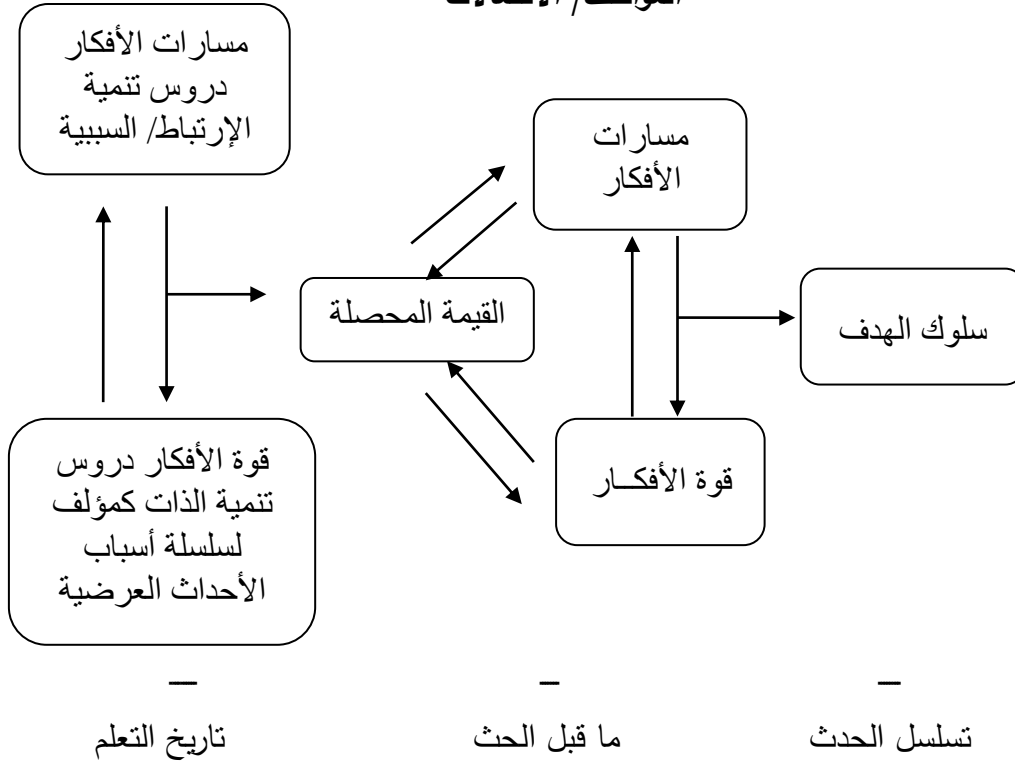 مسارات الأفكار
دروس تنمية
الإرتباط/ السببية
مسارات
الأفكار
القيمة المحصلة
سلوك الهدف
قوة الأفكار دروس
تنمية الذات كمؤلف
لسلسلة أسباب
الأحداث العرضية
قوة الأفكــار
تاريخ التعلم
ما قبل الحث
تسلسل الحدث